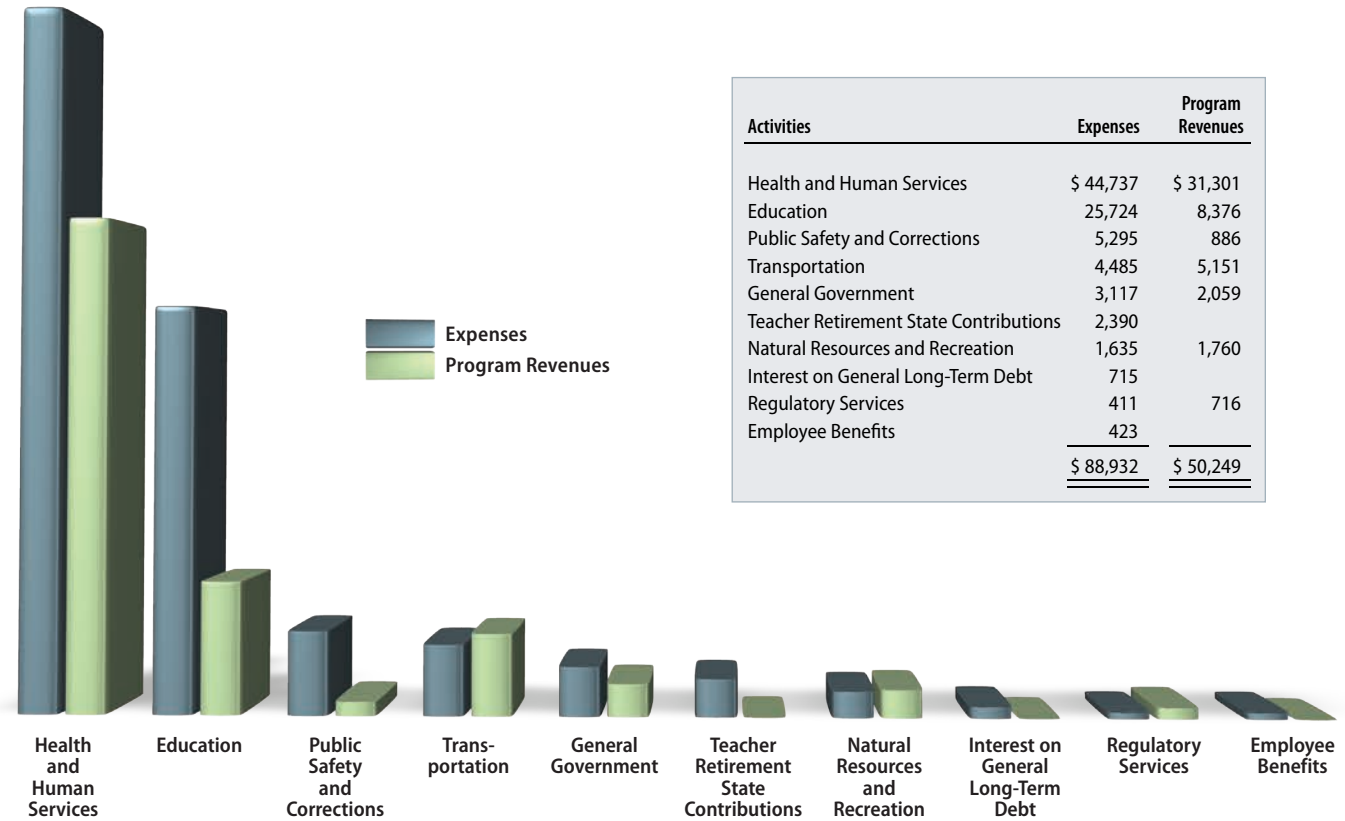 Program
Activities Expenses Revenues
Health and Human Services $ 44,737 $ 31,301
Education 25,724 8,376
Public Safety and Corrections 5,295 886
Transportation 4,485 5,151
General Government 3,117 2,059
Teacher Retirement State Contributions 2,390
Natural Resources and Recreation 1,635 1,760
Interest on General Long-Term Debt 715
Regulatory Services 411 716
Employee Benefits 423
$ 88,932 $ 50,249
Expenses
Program Revenues
Health
and
Human
Services
Education
Public
Safety
and
Corrections
Trans-
portation
General
Government
Teacher
Retirement
State
Contributions
Natural
Resources
and
Recreation
Interest on
General
Long-Term
Debt
Regulatory
Services
Employee
Benefits